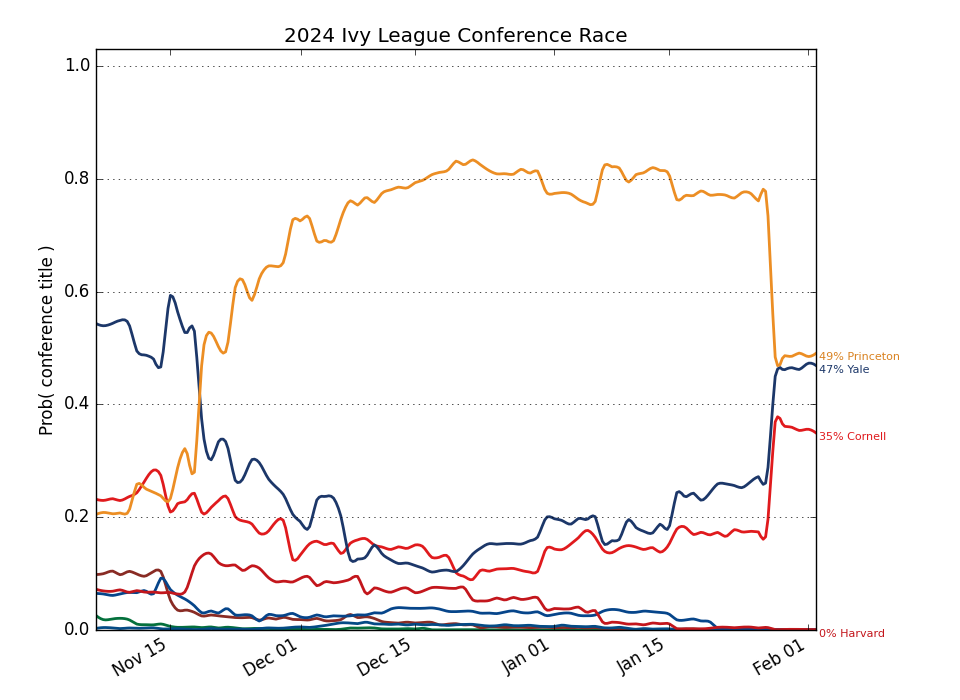 2024 Ivy League Conference Race
Prob( conference title )
1.0
0.8
0.6
0.4
0.2
0.0
49% Princeton
47% Yale
35% Cornell
0% Harvard
Nov 15
Dec 01
Dec 15
Jan 01
Jan 15
Feb 01